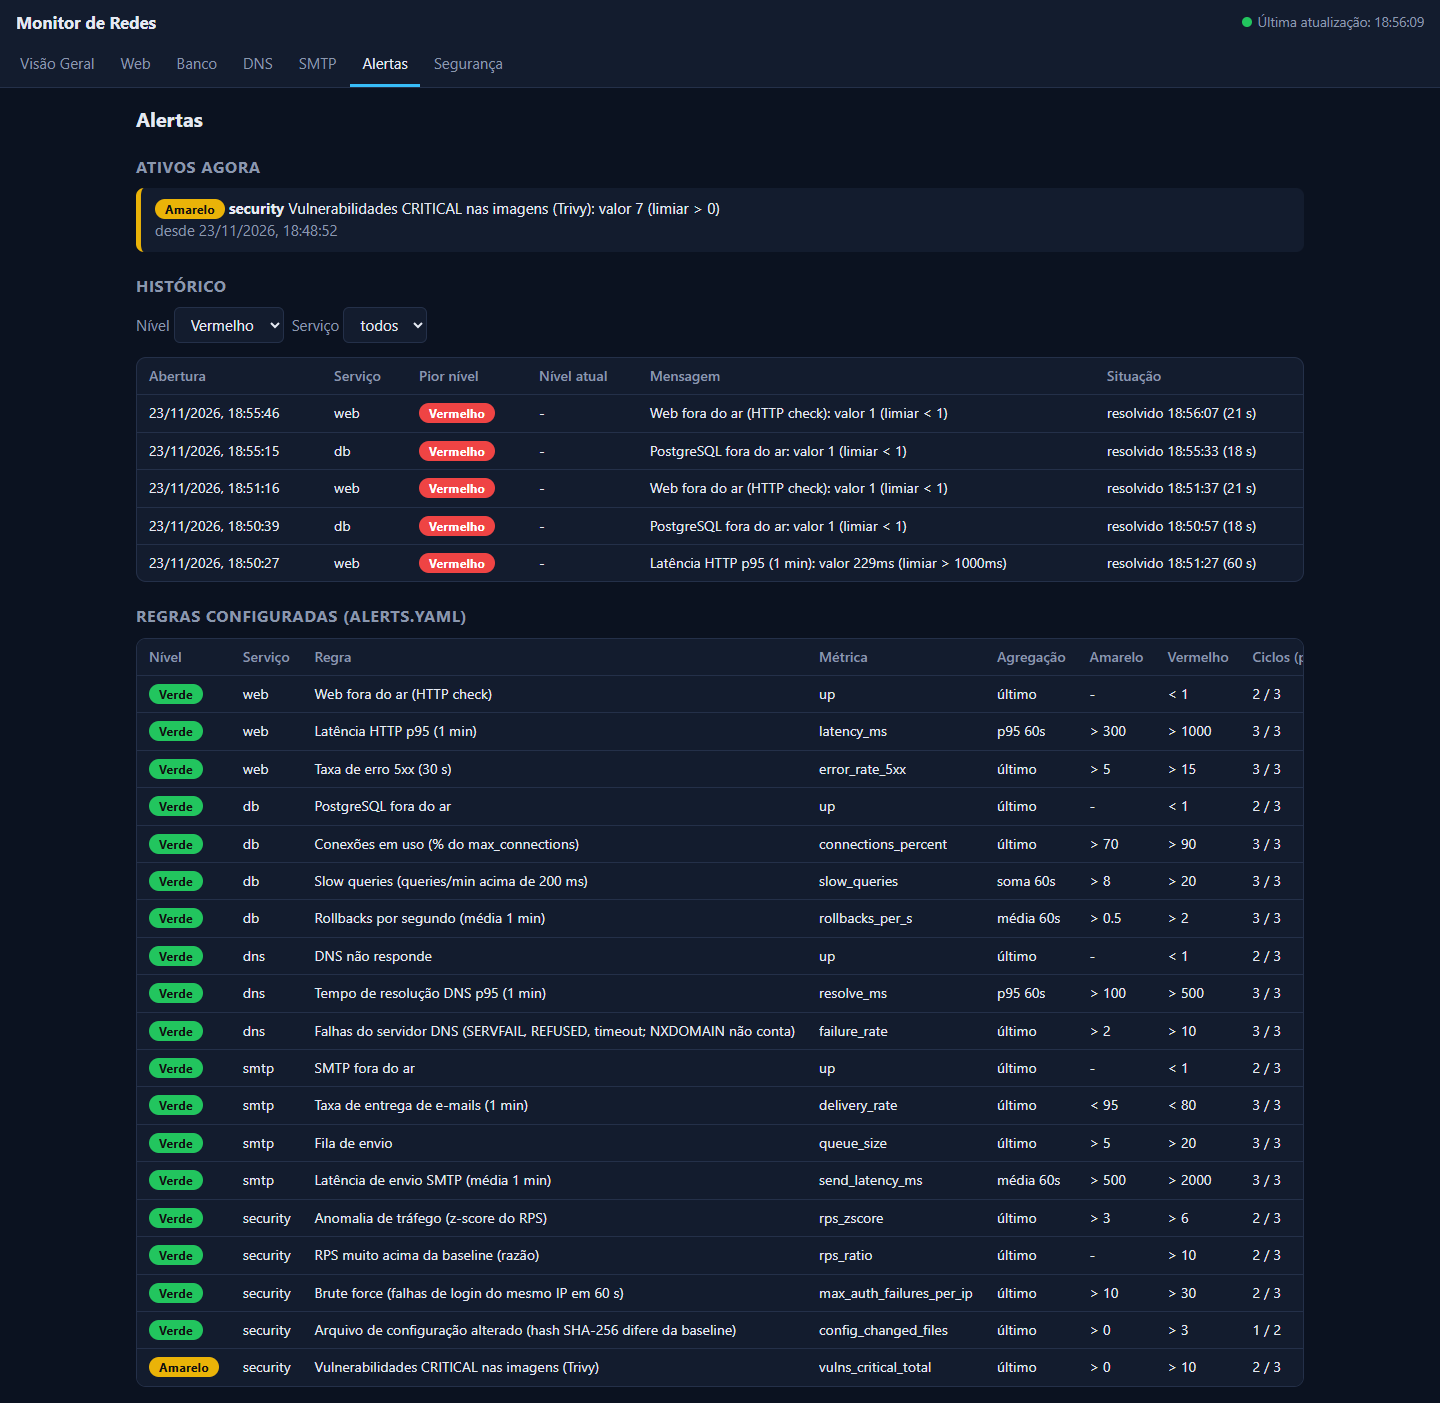 Monitor de Redes
Última atualização: 18:56:09
Visão Geral Web Banco DNS SMTP Alertas Segurança
Alertas
ATIVOS AGORA
Amarelo security Vulnerabilidades CRITICAL nas imagens (Trivy): valor 7 (limiar > 0)
desde 23/11/2026, 18:48:52
HISTÓRICO
Nível Vermelho Serviço todos
Abertura Serviço Pior nível Nível atual Mensagem Situação
23/11/2026, 18:55:46 web Vermelho - Web fora do ar (HTTP check): valor 1 (limiar < 1) resolvido 18:56:07 (21 s)
23/11/2026, 18:55:15 db Vermelho - PostgreSQL fora do ar: valor 1 (limiar < 1) resolvido 18:55:33 (18 s)
23/11/2026, 18:51:16 web Vermelho - Web fora do ar (HTTP check): valor 1 (limiar < 1) resolvido 18:51:37 (21 s)
23/11/2026, 18:50:39 db Vermelho - PostgreSQL fora do ar: valor 1 (limiar < 1) resolvido 18:50:57 (18 s)
23/11/2026, 18:50:27 web Vermelho - Latência HTTP p95 (1 min): valor 229ms (limiar > 1000ms) resolvido 18:51:27 (60 s)
REGRAS CONFIGURADAS (ALERTS.YAML)
Nível Serviço Regra Métrica Agregação Amarelo Vermelho Ciclos (p
Verde web Web fora do ar (HTTP check) up último - < 1 2 / 3
Verde web Latência HTTP p95 (1 min) latency_ms p95 60s > 300 > 1000 3 / 3
Verde web Taxa de erro 5xx (30 s) error_rate_5xx último > 5 > 15 3 / 3
Verde db PostgreSQL fora do ar up último - < 1 2 / 3
Verde db Conexões em uso (% do max_connections) connections_percent último > 70 > 90 3 / 3
Verde db Slow queries (queries/min acima de 200 ms) slow_queries soma 60s > 8 > 20 3 / 3
Verde db Rollbacks por segundo (média 1 min) rollbacks_per_s média 60s > 0.5 > 2 3 / 3
Verde dns DNS não responde up último - < 1 2 / 3
Verde dns Tempo de resolução DNS p95 (1 min) resolve_ms p95 60s > 100 > 500 3 / 3
Verde dns Falhas do servidor DNS (SERVFAIL, REFUSED, timeout; NXDOMAIN não conta) failure_rate último > 2 > 10 3 / 3
Verde smtp SMTP fora do ar up último - < 1 2 / 3
Verde smtp Taxa de entrega de e-mails (1 min) delivery_rate último < 95 < 80 3 / 3
Verde smtp Fila de envio queue_size último > 5 > 20 3 / 3
Verde smtp Latência de envio SMTP (média 1 min) send_latency_ms média 60s > 500 > 2000 3 / 3
Verde security Anomalia de tráfego (z-score do RPS) rps_zscore último > 3 > 6 2 / 3
Verde security RPS muito acima da baseline (razão) rps_ratio último - > 10 2 / 3
Verde security Brute force (falhas de login do mesmo IP em 60 s) max_auth_failures_per_ip último > 10 > 30 2 / 3
Verde security Arquivo de configuração alterado (hash SHA-256 difere da baseline) config_changed_files último > 0 > 3 1 / 2
Amarelo security Vulnerabilidades CRITICAL nas imagens (Trivy) vulns_critical_total último > 0 > 10 2 / 3